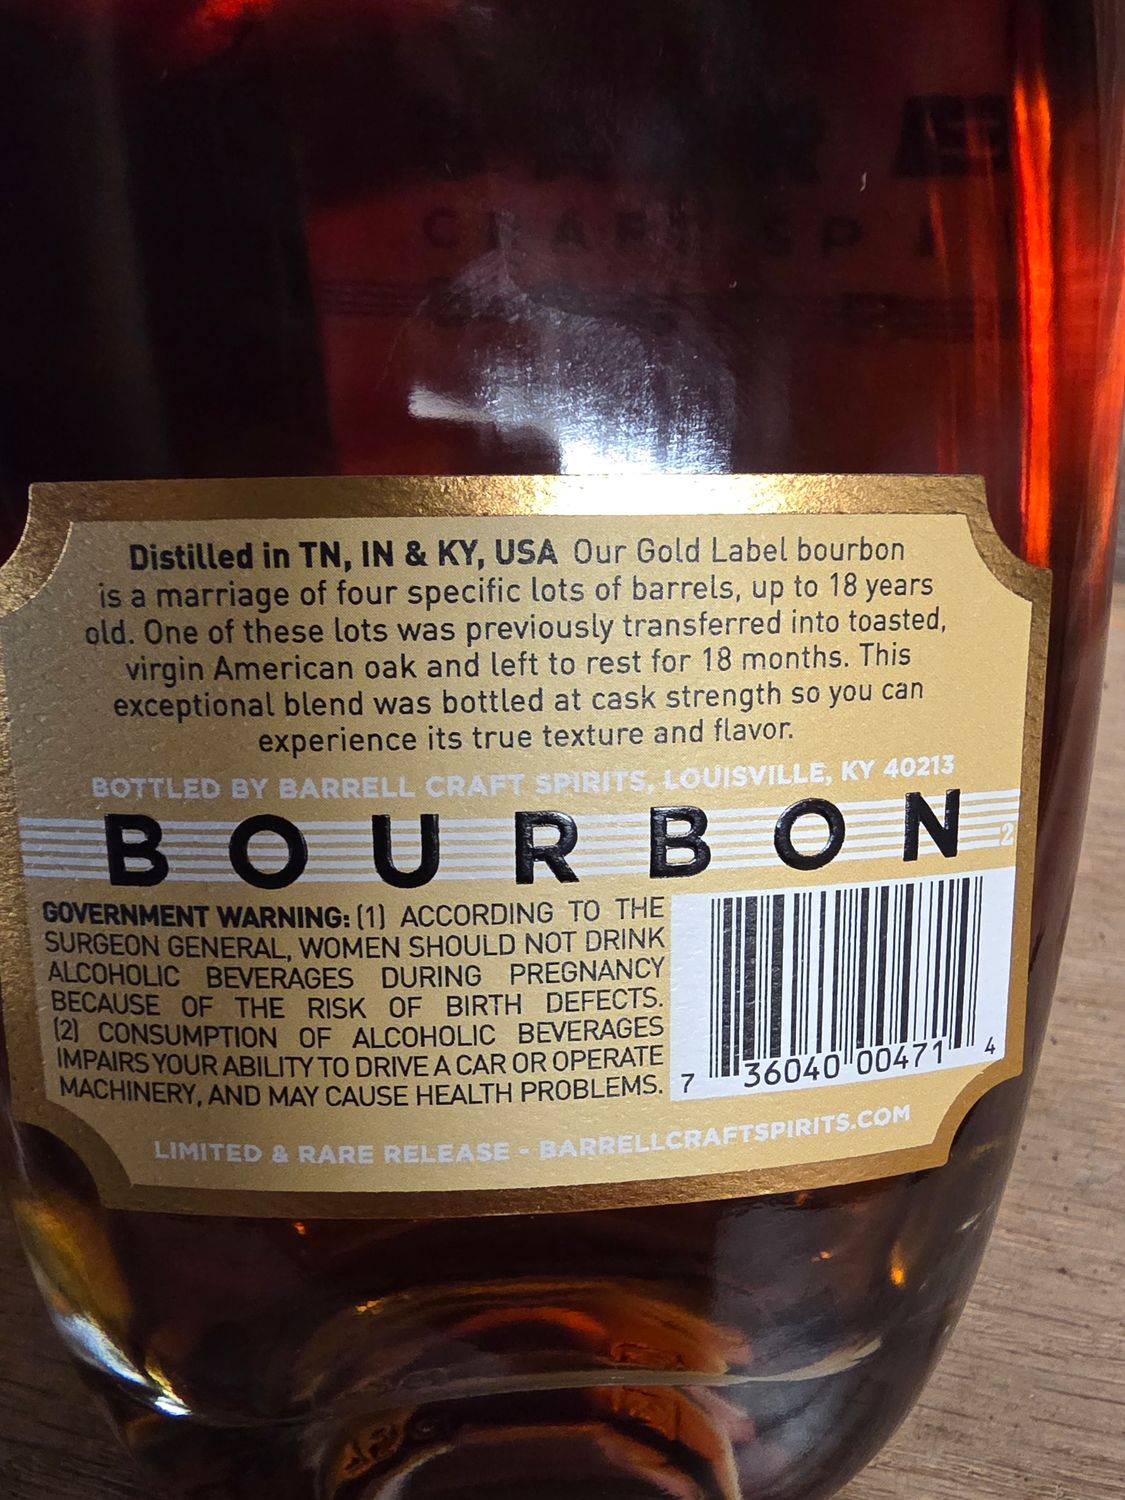 CRAFT SP
Distilled in TN, IN & KY, USA Our Gold Label bourbon
is a marriage of four specific lots of barrels, up to 18 years
old. One of these lots was previously transferred into toasted,
virgin American oak and left to rest for 18 months. This
exceptional blend was bottled at cask strength so you can
experience its true texture and flavor.
BOTTLED BY BARRELL CRAFT SPIRITS, LOUISVILLE, KY 40213
BOURBON
2
GOVERNMENT WARNING: (1) ACCORDING TO THE
SURGEON GENERAL, WOMEN SHOULD NOT DRINK
ALCOHOLIC BEVERAGES DURING PREGNANCY
BECAUSE OF THE RISK OF BIRTH DEFECTS.
(2) CONSUMPTION OF ALCOHOLIC BEVERAGES
IMPAIRS YOUR ABILITY TO DRIVE A CAR OR OPERATE
MACHINERY, AND MAY CAUSE HEALTH PROBLEMS.
7 36040 00471 4
LIMITED & RARE RELEASE - BARRELLCRAFTSPIRITS.COM